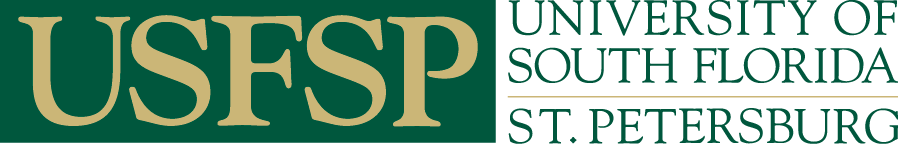 USFSP
UNIVERSITY OF
SOUTH FLORIDA
ST. PETERSBURG